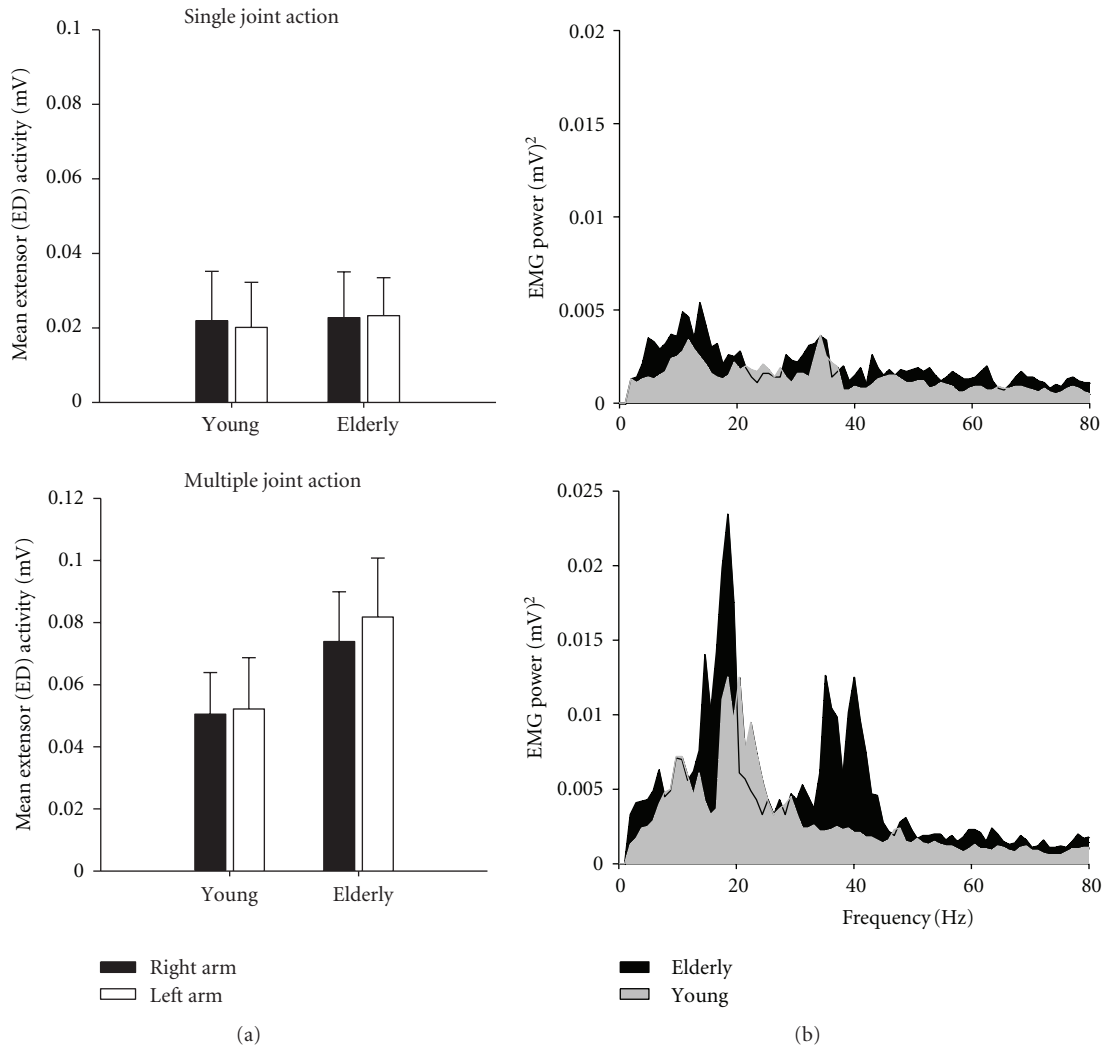 Single joint action
Mean extensor (ED) activity (mV)
0.1
0.08
0.06
0.04
0.02
0
Young Elderly
EMG power (mV)²
0.02
0.015
0.01
0.005
0
0 20 40 60 80
Multiple joint action
Mean extensor (ED) activity (mV)
0.12
0.1
0.08
0.06
0.04
0.02
0
Young Elderly
Right arm
Left arm
(a)
EMG power (mV)²
0.025
0.02
0.015
0.01
0.005
0
0 20 40 60 80
Frequency (Hz)
Elderly
Young
(b)